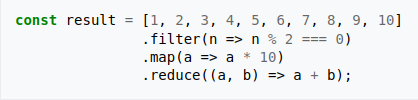 const result = [1, 2, 3, 4, 5, 6, 7, 8, 9, 10]
.filter(n => n % 2 === 0)
.map(a => a * 10)
.reduce((a, b) => a + b);